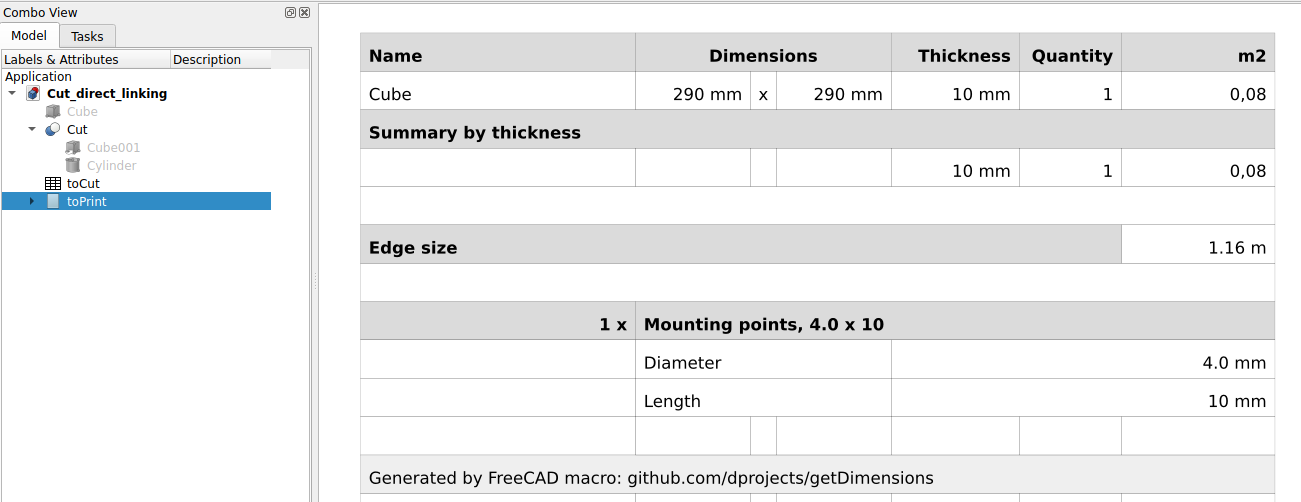 Combo View
Model Tasks
Labels & Attributes Description
Application
Cut_direct_linking
Cube
Cut
Cube001
Cylinder
toCut
toPrint
Name Dimensions Thickness Quantity m2
Cube 290 mm x 290 mm 10 mm 1 0,08
Summary by thickness
10 mm 1 0,08
Edge size 1.16 m
1 x Mounting points, 4.0 x 10
Diameter 4.0 mm
Length 10 mm
Generated by FreeCAD macro: github.com/dprojects/getDimensions